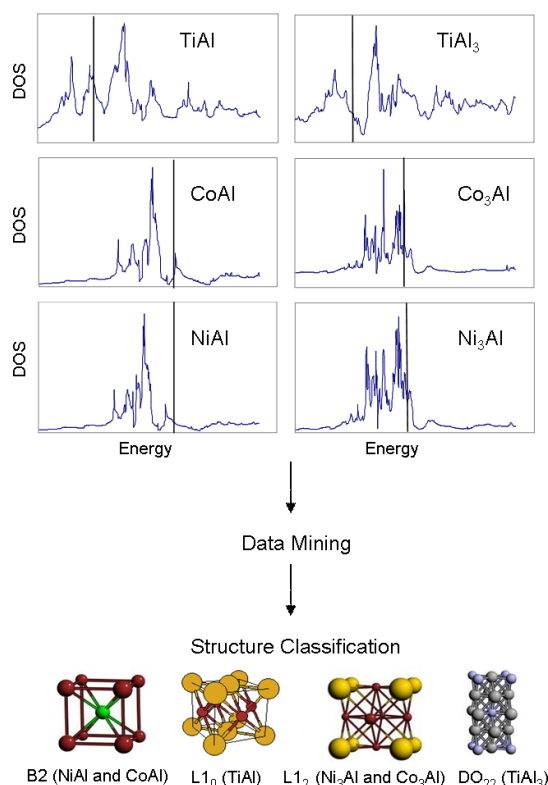 TiAl
TiAl₃
DOS
CoAl
Co₃Al
NiAl
Ni₃Al
DOS
Energy
Energy
Data Mining
Structure Classification
B2 (NiAl and CoAl)
L1₀ (TiAl)
L1₂ (Ni₃Al and Co₃Al)
DO₂₂ (TiAl₃)